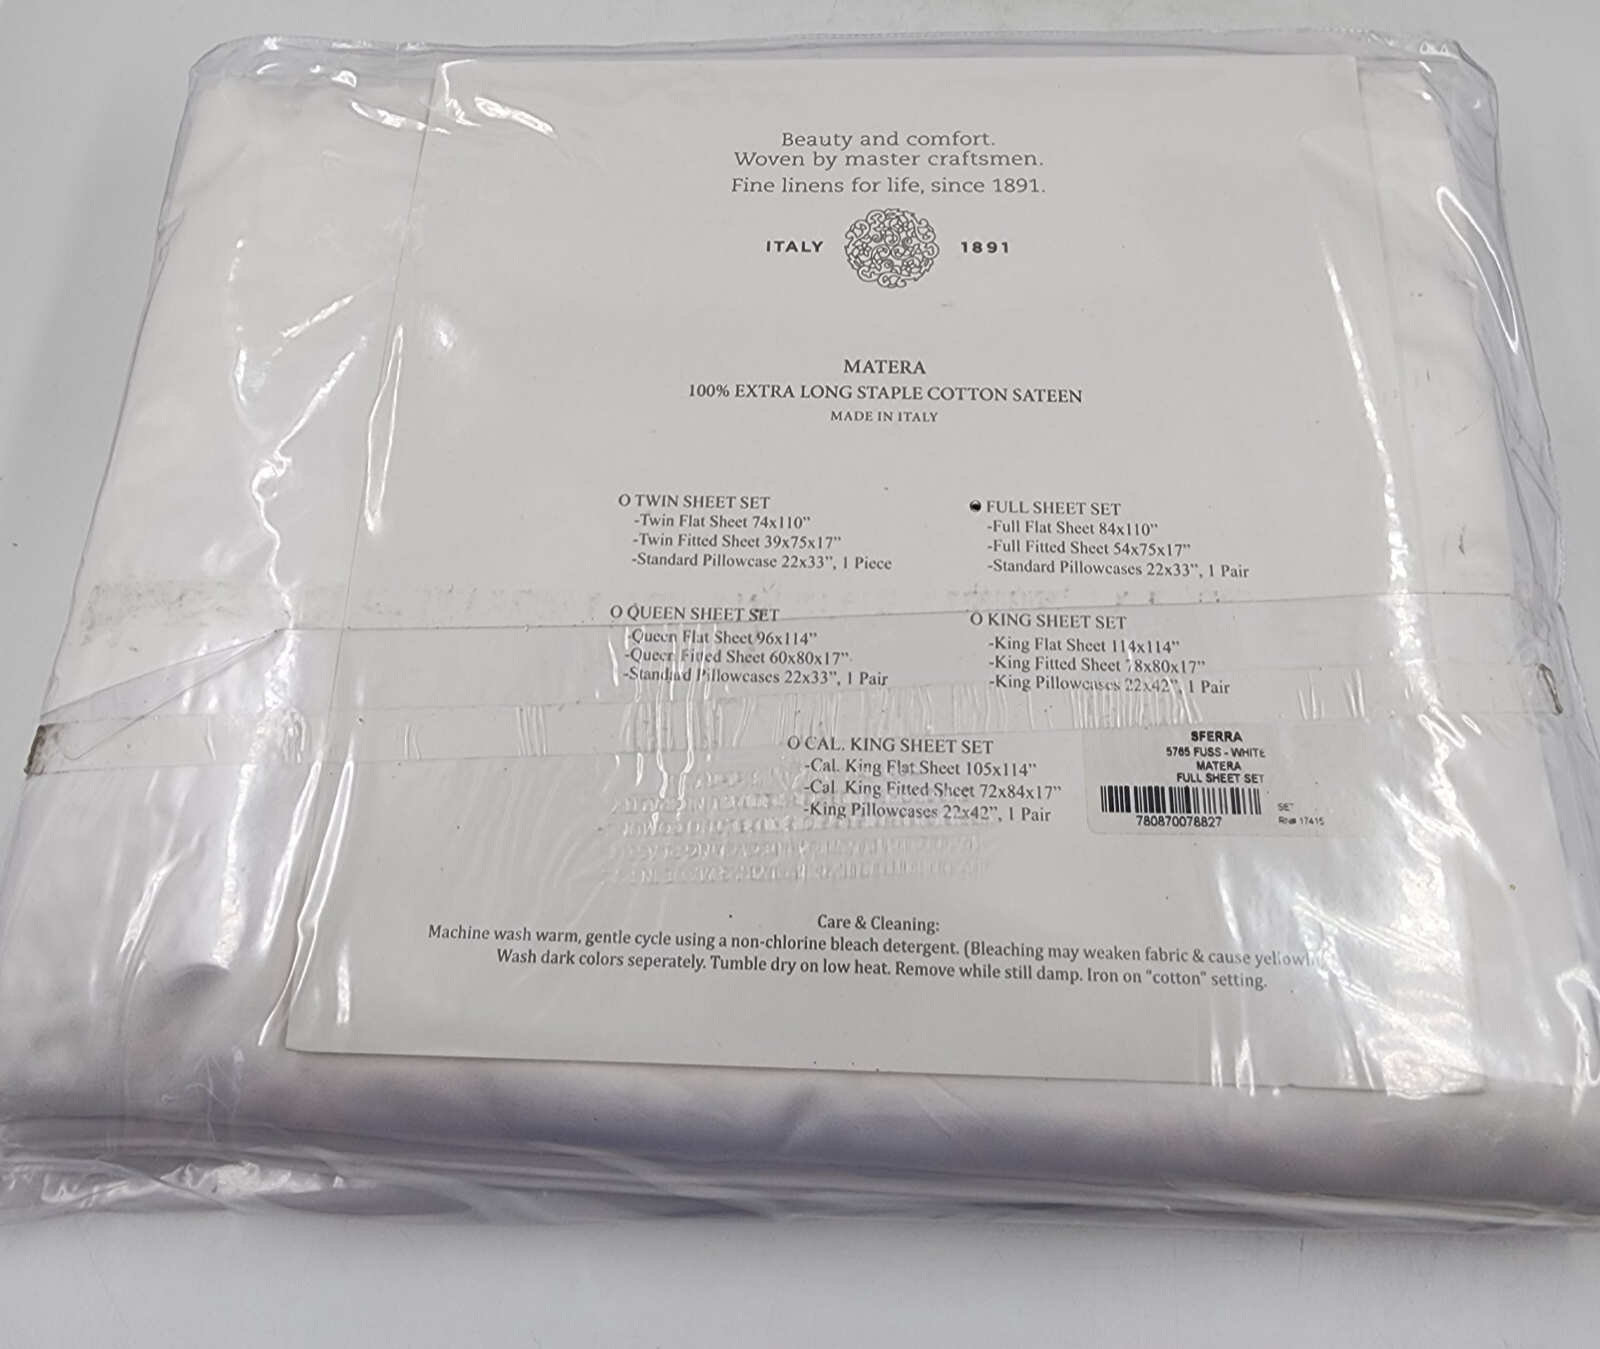 Beauty and comfort.
Woven by master craftsmen.
Fine linens for life, since 1891.
ITALY 1891
MATERA
100% EXTRA LONG STAPLE COTTON SATEEN
MADE IN ITALY
O TWIN SHEET SET
-Twin Flat Sheet 74x110”
-Twin Fitted Sheet 39x75x17”
-Standard Pillowcase 22x33”, 1 Piece
FULL SHEET SET
-Full Flat Sheet 84x110”
-Full Fitted Sheet 54x75x17”
-Standard Pillowcases 22x33”, 1 Pair
O QUEEN SHEET SET
-Queen Flat Sheet 96x114”
-Queen Fitted Sheet 60x80x17”
-Standard Pillowcases 22x33”, 1 Pair
O KING SHEET SET
-King Flat Sheet 114x114”
-King Fitted Sheet 78x80x17”
-King Pillowcases 22x42”, 1 Pair
O CAL. KING SHEET SET
-Cal. King Flat Sheet 105x114”
-Cal. King Fitted Sheet 72x84x17”
-King Pillowcases 22x42”, 1 Pair
SFERRA
5765 FUSS - WHITE
MATERA
FULL SHEET SET
780870078827
SET
RN# 17415
Care & Cleaning:
Machine wash warm, gentle cycle using a non-chlorine bleach detergent. (Bleaching may weaken fabric & cause
Wash dark colors seperately. Tumble dry on low heat. Remove while still damp. Iron on "cotton" setting.